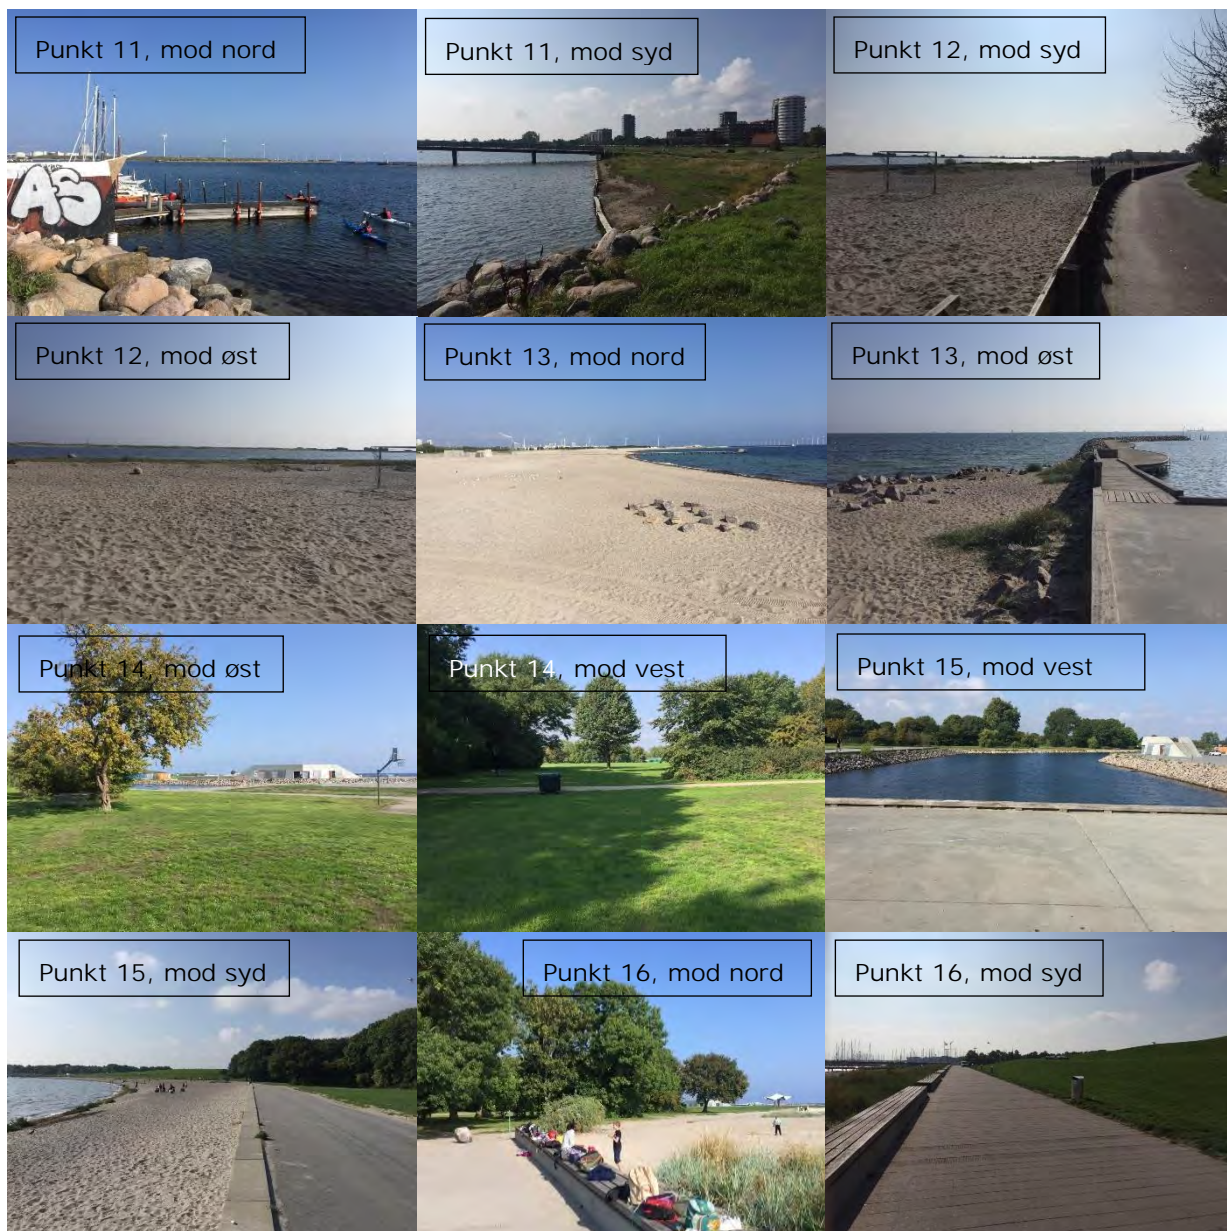 Punkt 11, mod nord
Punkt 11, mod syd
Punkt 12, mod syd
AS
Punkt 12, mod øst
Punkt 13, mod nord
Punkt 13, mod øst
Punkt 14, mod øst
Punkt 14, mod vest
Punkt 15, mod vest
Punkt 15, mod syd
Punkt 16, mod nord
Punkt 16, mod syd